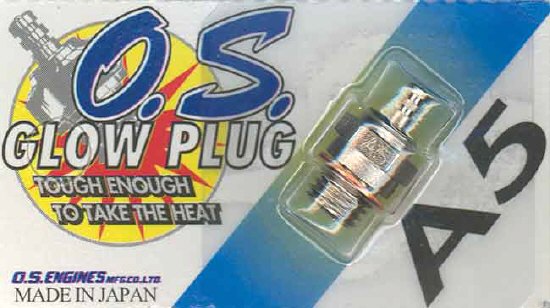 O.S.
GLOW PLUG
TOUGH ENOUGH
TO TAKE THE HEAT
A5
O.S.ENGINES MFG.CO.LTD.
MADE IN JAPAN